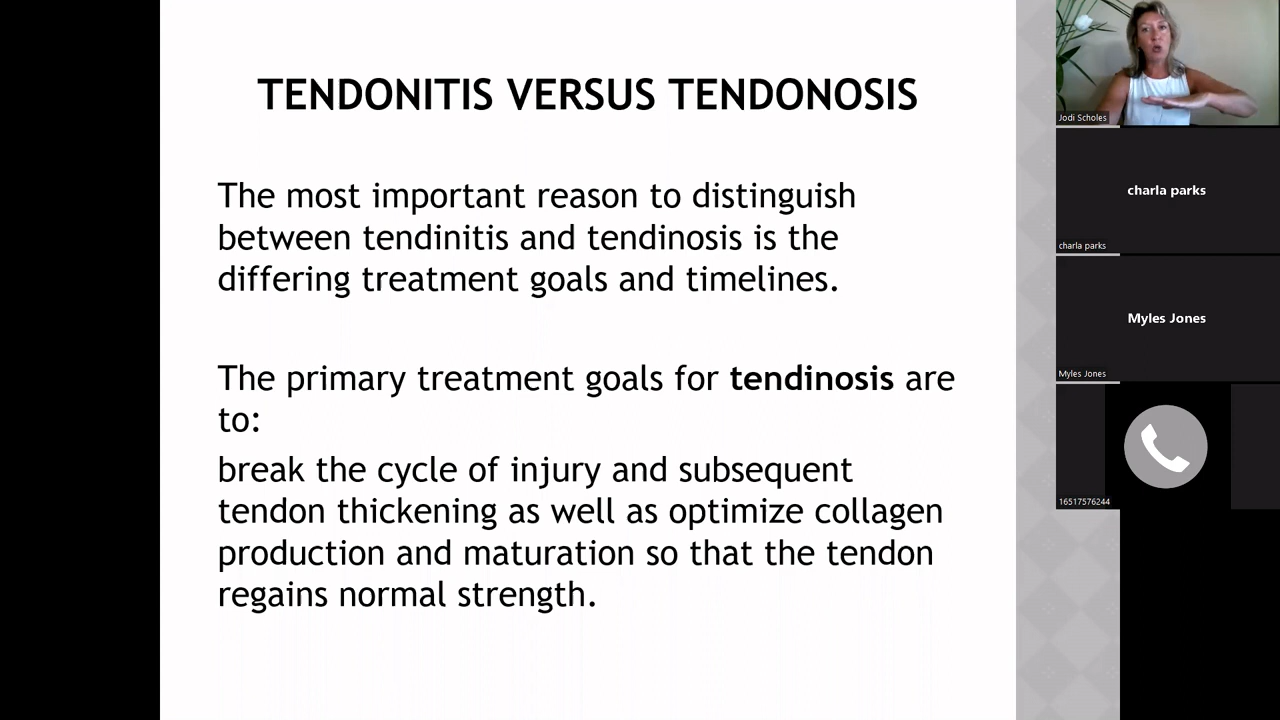 TENDONITIS VERSUS TENDONOSIS
The most important reason to distinguish
between tendinitis and tendinosis is the
differing treatment goals and timelines.
The primary treatment goals for tendinosis are
to:
break the cycle of injury and subsequent
tendon thickening as well as optimize collagen
production and maturation so that the tendon
regains normal strength.
Jodi Scholes
charla parks
charla parks
Myles Jones
Myles Jones
16517576244